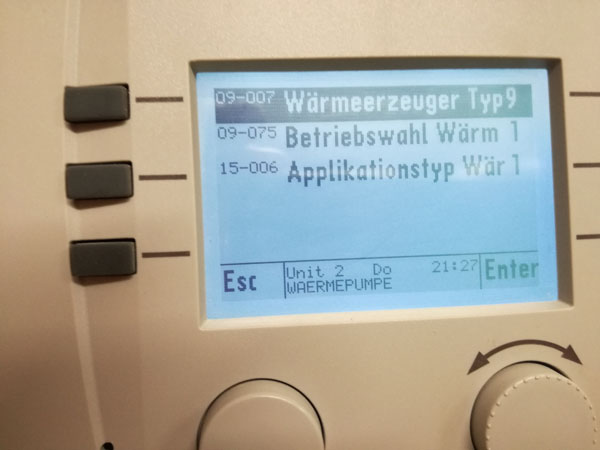 09-007 Wärmeerzeuger Typ9
09-075 Betriebswahl Wärm 1
15-006 Applikationstyp Wär 1
Esc Unit 2 Do 21:27 Enter
WAERMEPUMPE